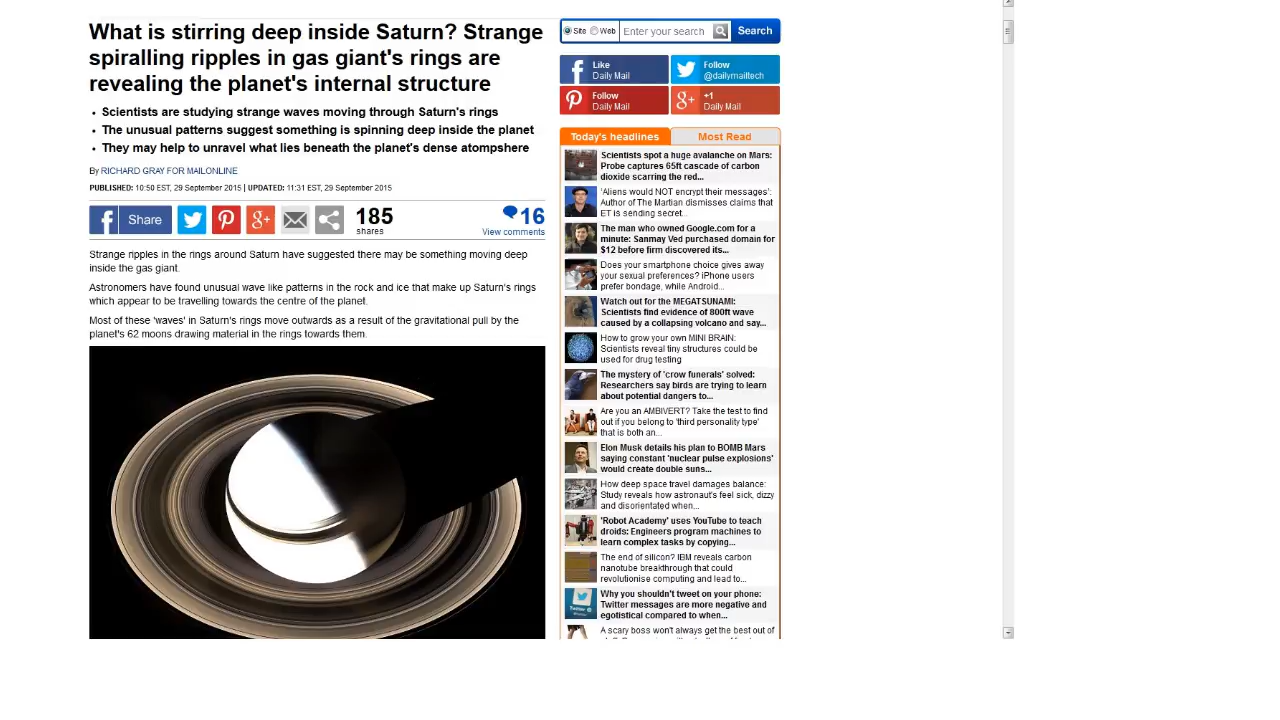 What is stirring deep inside Saturn? Strange
spiralling ripples in gas giant's rings are
revealing the planet's internal structure
• Scientists are studying strange waves moving through Saturn's rings
• The unusual patterns suggest something is spinning deep inside the planet
• They may help to unravel what lies beneath the planet's dense atompshere
By RICHARD GRAY FOR MAILONLINE
PUBLISHED: 10:50 EST, 29 September 2015 | UPDATED: 11:31 EST, 29 September 2015
Share
185
shares
16
View comments
Strange ripples in the rings around Saturn have suggested there may be something moving deep
inside the gas giant.
Astronomers have found unusual wave like patterns in the rock and ice that make up Saturn's rings
which appear to be travelling towards the centre of the planet.
Most of these 'waves' in Saturn's rings move outwards as a result of the gravitational pull by the
planet's 62 moons drawing material in the rings towards them.
Site Web Enter your search Search
Like
Daily Mail
Follow
@dailymailtech
Follow
Daily Mail
+1
Daily Mail
Today's headlines Most Read
Scientists spot a huge avalanche on Mars:
Probe captures 65ft cascade of carbon
dioxide scarring the red...
'Aliens would NOT encrypt their messages':
Author of The Martian dismisses claims that
ET is sending secret...
The man who owned Google.com for a
minute: Sanmay Ved purchased domain for
$12 before firm discovered its...
Does your smartphone choice gives away
your sexual preferences? iPhone users
prefer bondage, while Android...
Watch out for the MEGATSUNAMI:
Scientists find evidence of 800ft wave
caused by a collapsing volcano and say...
How to grow your own MINI BRAIN:
Scientists reveal tiny structures could be
used for drug testing
The mystery of 'crow funerals' solved:
Researchers say birds are trying to learn
about potential dangers to...
Are you an AMBIVERT? Take the test to find
out if you belong to 'third personality type'
that is both an...
Elon Musk details his plan to BOMB Mars
saying constant 'nuclear pulse explosions'
would create double suns...
How deep space travel damages balance:
Study reveals how astronaut's feel sick, dizzy
and disorientated when...
'Robot Academy' uses YouTube to teach
droids: Engineers program machines to
learn complex tasks by copying...
The end of silicon? IBM reveals carbon
nanotube breakthrough that could
revolutionise computing and lead to...
Why you shouldn't tweet on your phone:
Twitter messages are more negative and
egotistical compared to when...
A scary boss won't always get the best out of